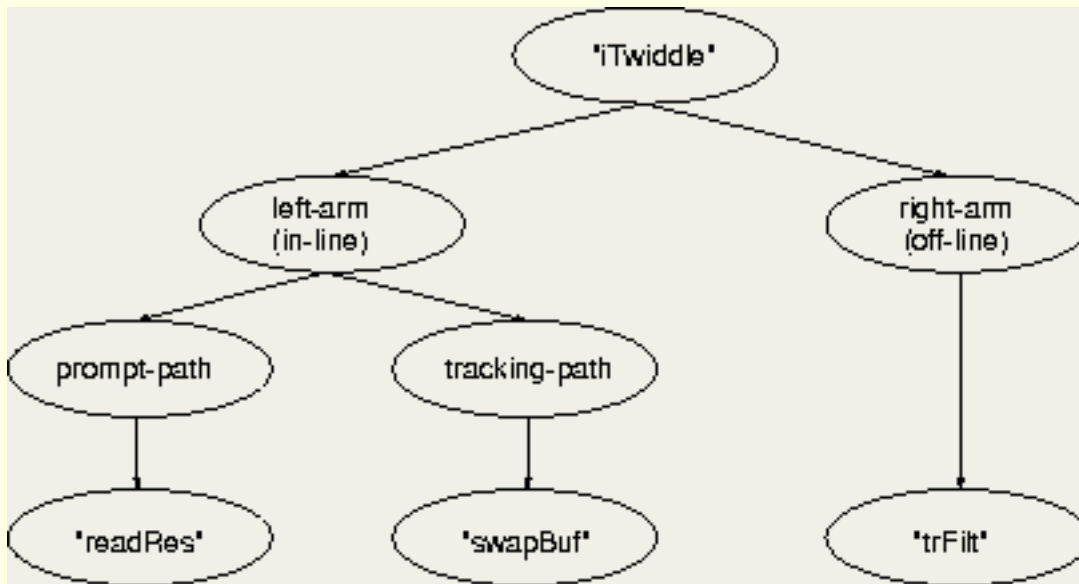 "iTwiddle"
left-arm
(in-line)
right-arm
(off-line)
prompt-path
tracking-path
"readRes"
"swapBuf"
"trFilt"